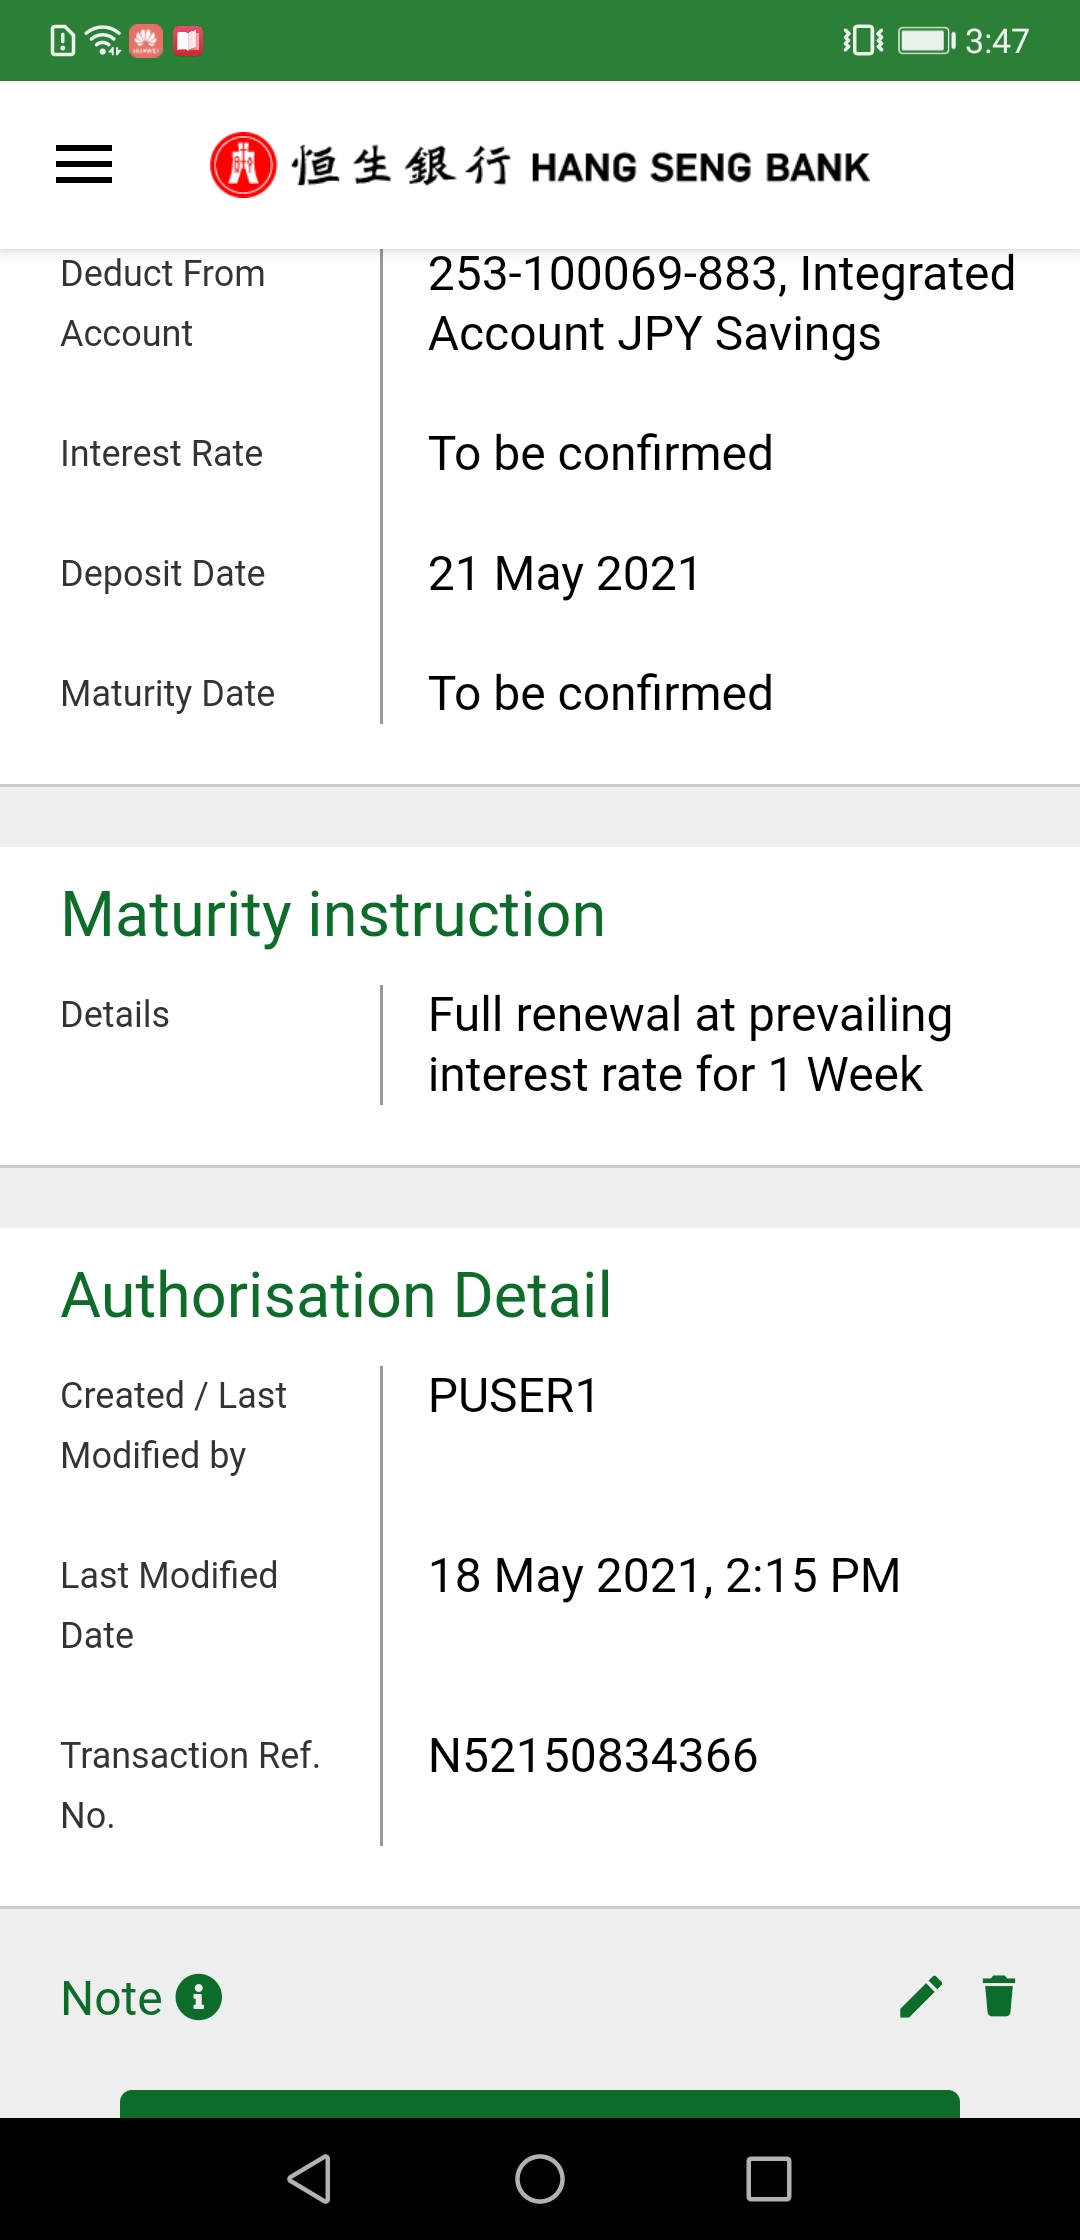 3:47
恒生銀行 HANG SENG BANK
Deduct From
Account
253-100069-883, Integrated
Account JPY Savings
Interest Rate
To be confirmed
Deposit Date
21 May 2021
Maturity Date
To be confirmed
Maturity instruction
Details
Full renewal at prevailing
interest rate for 1 Week
Authorisation Detail
Created / Last
Modified by
PUSER1
Last Modified
Date
18 May 2021, 2:15 PM
Transaction Ref.
No.
N52150834366
Note